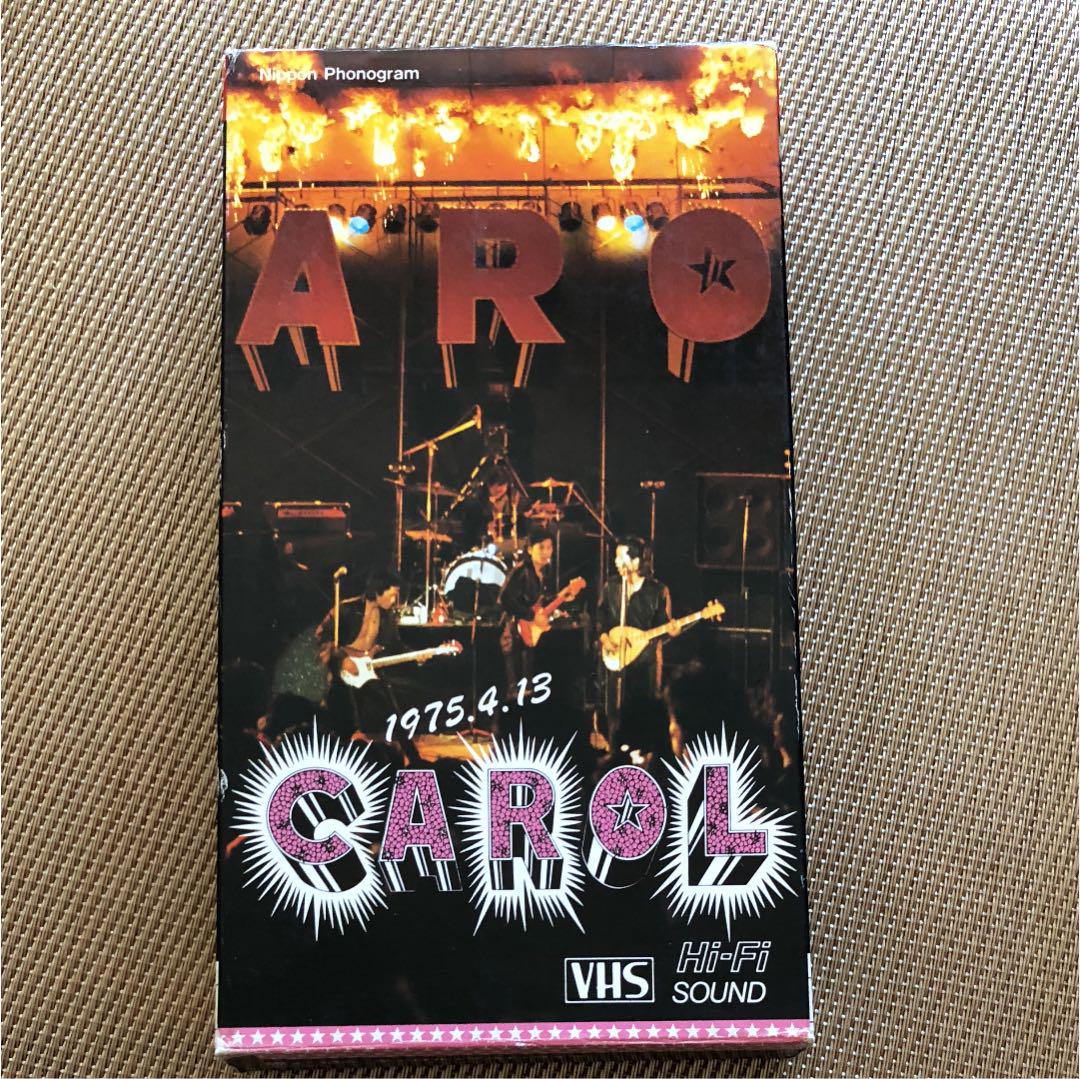 Nippon Phonogram
ARO
1975.4.13
CAROL
VHS
Hi-Fi
SOUND